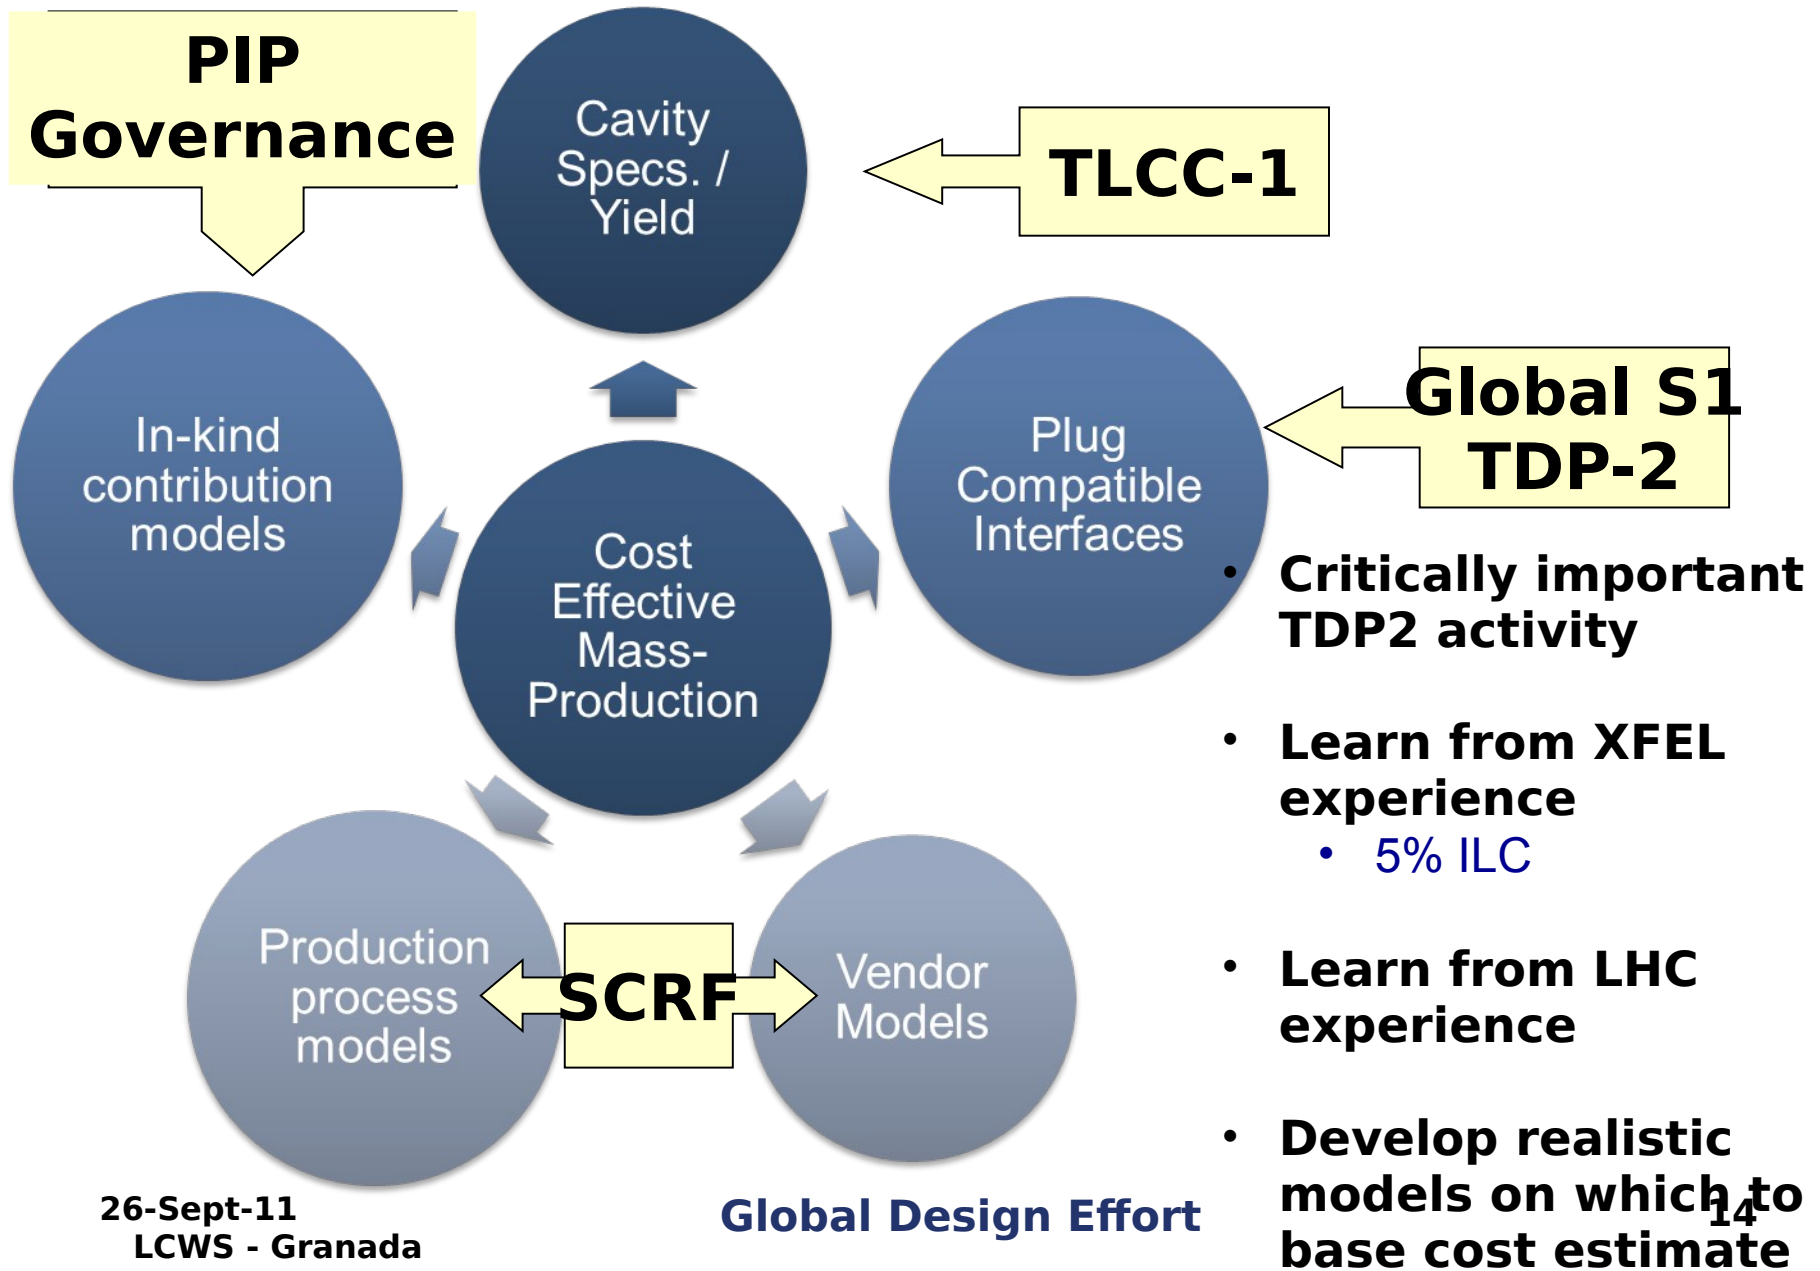 PIP
Governance
Cavity
Specs. /
Yield
TLCC-1
In-kind
contribution
models
Plug
Compatible
Interfaces
Global S1
TDP-2
Cost
Effective
Mass-
Production
• Critically important
TDP2 activity
• Learn from XFEL
experience
• 5% ILC
Production
process
models
SCRF
Vendor
Models
• Learn from LHC
experience
• Develop realistic
models on which to
base cost estimate
26-Sept-11
LCWS - Granada
Global Design Effort
14